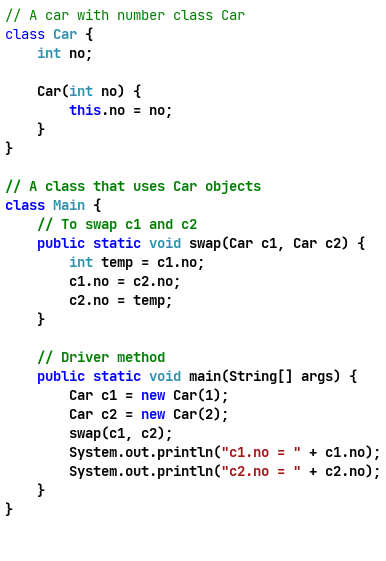 // A car with number class Car
class Car {
    int no;

    Car(int no) {
        this.no = no;
    }
}

// A class that uses Car objects
class Main {
    // To swap c1 and c2
    public static void swap(Car c1, Car c2) {
        int temp = c1.no;
        c1.no = c2.no;
        c2.no = temp;
    }

    // Driver method
    public static void main(String[] args) {
        Car c1 = new Car(1);
        Car c2 = new Car(2);
        swap(c1, c2);
        System.out.println("c1.no = " + c1.no);
        System.out.println("c2.no = " + c2.no);
    }
}